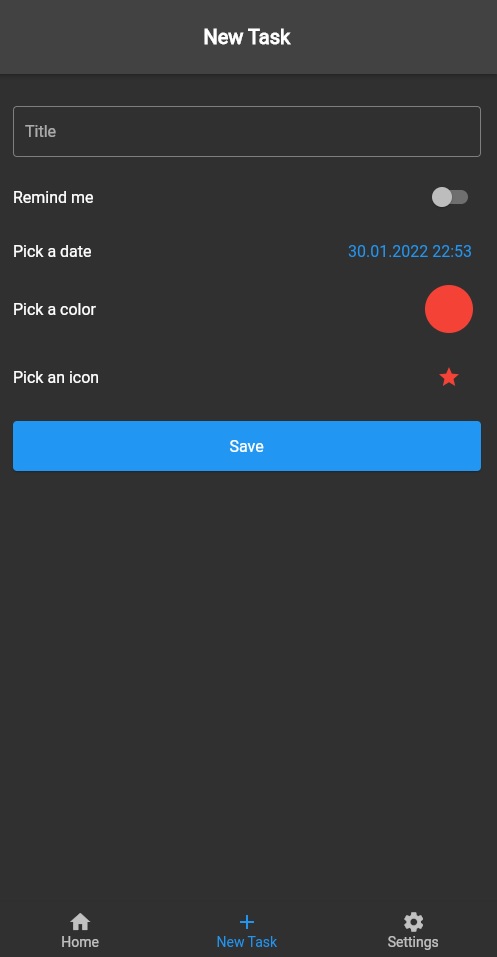 New Task
Title
Remind me
Pick a date 30.01.2022 22:53
Pick a color
Pick an icon
Save
Home New Task Settings